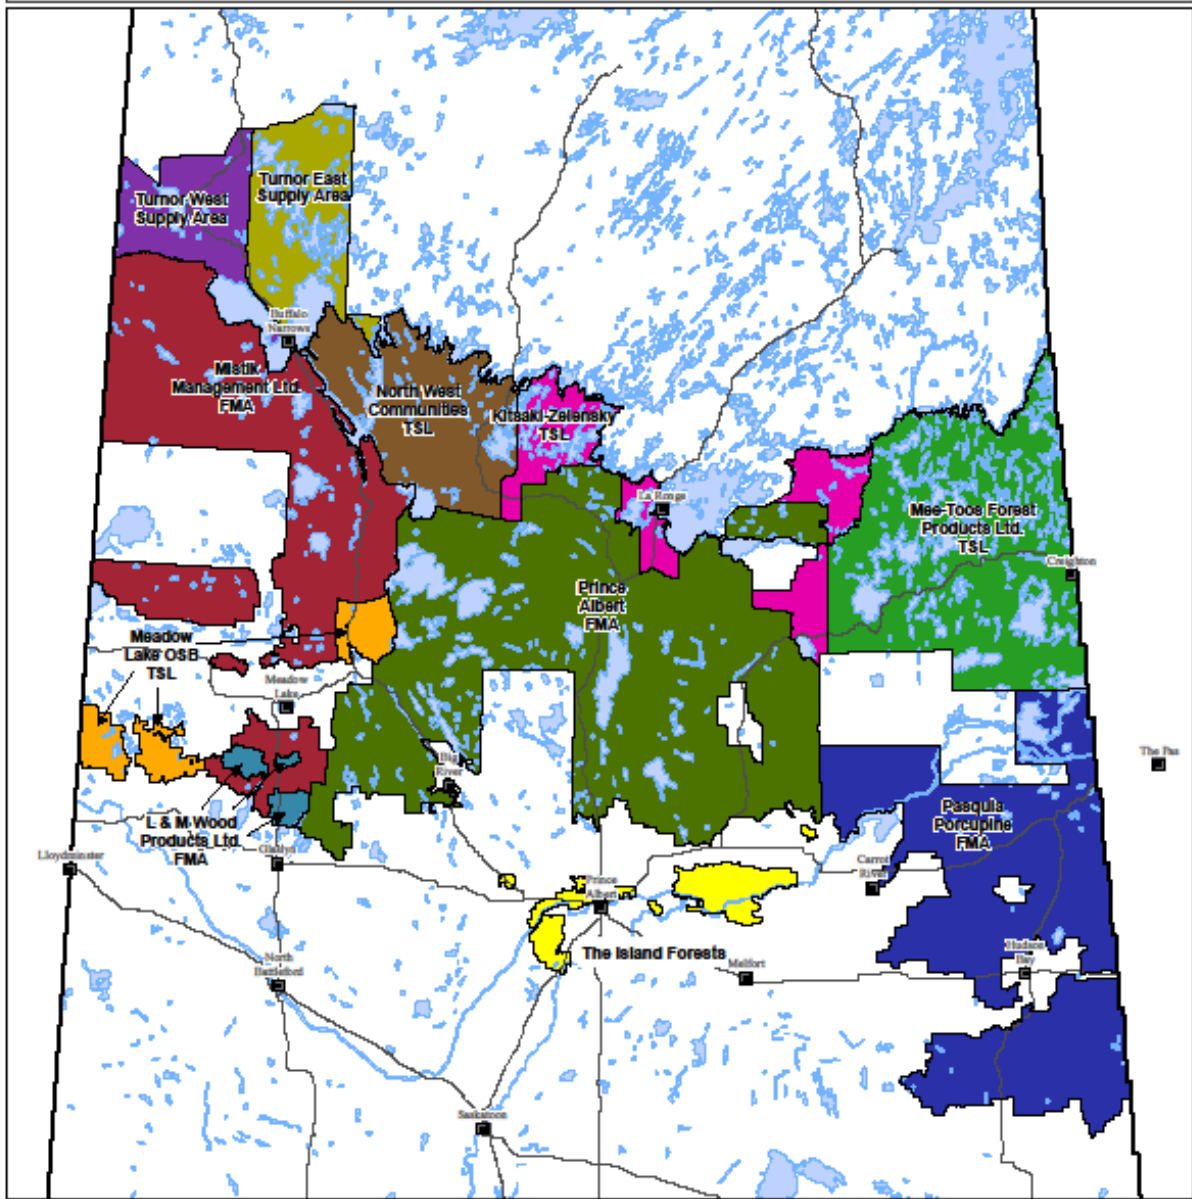 Turnor East
Supply Area
Turnor West
Supply Area
Buffalo
Narrows
Mistik
Management Ltd.
FMA
North West
Communities
TSL
Kitsaki-Zelensky
TSL
La Ronge
Mee-Toos Forest
Products Ltd.
TSL
Creighton
Prince
Albert
FMA
Meadow
Lake OSB
TSL
Meadow
Lake
Big
River
The Pas
Pasquia
Porcupine
FMA
L & M Wood
Products Ltd.
FMA
Glaslyn
Lloydminster
Carrot
River
Prince
Albert
The Island Forests
Melfort
Hudson
Bay
North
Battleford
Saskatoon